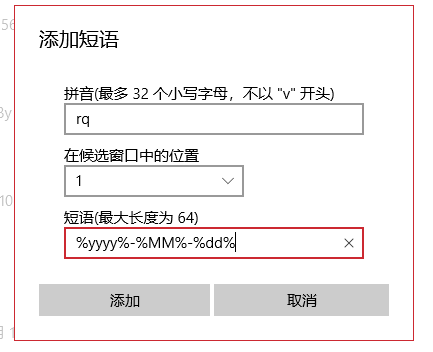 添加短语
拼音(最多 32 个小写字母，不以 "v" 开头)
rq
在候选窗口中的位置
1
短语(最大长度为 64)
%yyyy%-%MM%-%dd%
添加
取消